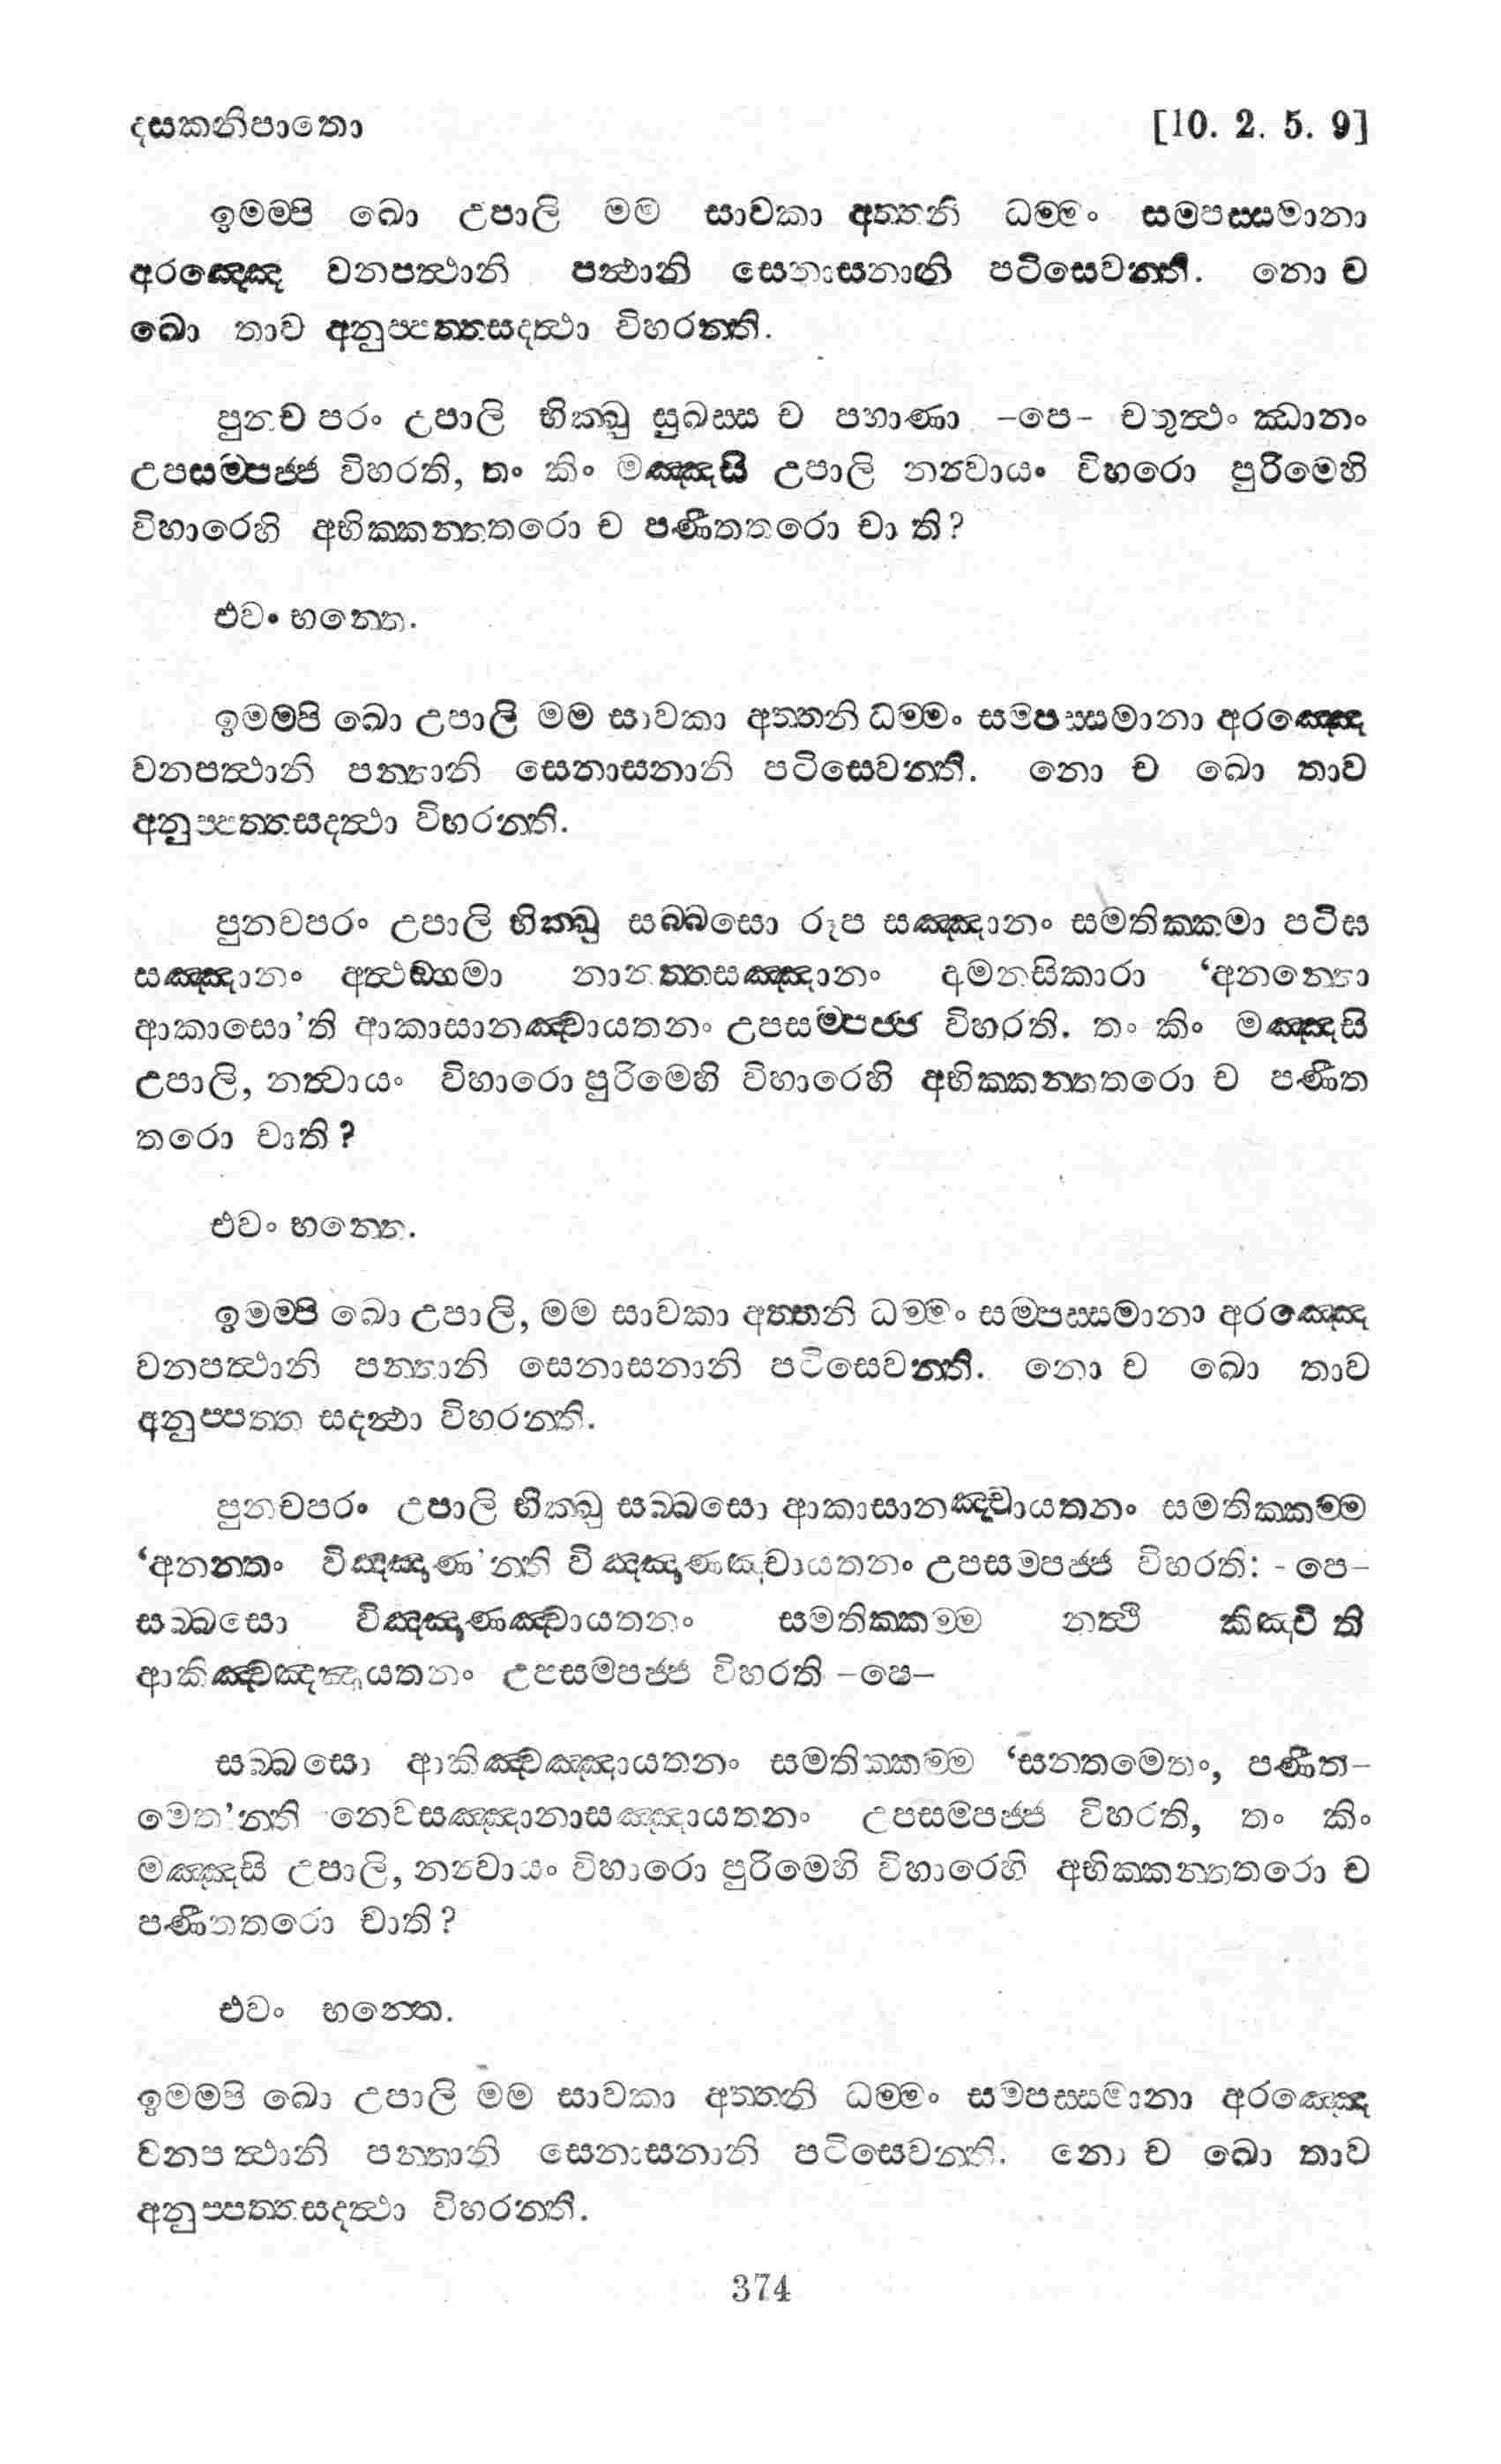 දසකනිපාතො [10. 2. 5. 9]
ඉමම්පි ඛො උපාලි මම සාවකා අත්තනි ධම්මං සමපස්සමානා
අරඤ්ඤෙ වනපත්ථානි පන්ථානි සෙනාසනානි පටිසෙවන්ති. නො ච
ඛො තාව අනුප්පත්තසදත්ථා විහරන්ති.
පුන ච පරං උපාලි භික්ඛු සුඛස්ස ච පහාණා -පෙ- චතුත්ථං ඣානං
උපසම්පජ්ජ විහරති, තං කිං මඤ්ඤසි උපාලි නන්වායං විහරො පුරිමෙහි
විහාරෙහි අභික්කන්තතරො ච පණීතතරො චා ති?
එවං භන්තෙ.
ඉමම්පි ඛො උපාලි මම සාවකා අත්තනි ධම්මං සම්පස්සමානා අරඤ්ඤෙ
වනපත්ථානි පන්තානි සෙනාසනානි පටිසෙවන්ති. නො ච ඛො තාව
අනුප්පත්තසදත්ථා විහරන්ති.
පුනවපරං උපාලි භික්ඛු සබ්බසො රූප සඤ්ඤානං සමතික්කමා පටිඝ
සඤ්ඤානං අත්ථඞ්ගමා නානත්තසඤ්ඤානං අමනසිකාරා ‘අනන්තො
ආකාසො’ති ආකාසානඤ්චායතනං උපසම්පජ්ජ විහරති. තං කිං මඤ්ඤසි
උපාලි, නත්වායං විහාරො පුරිමෙහි විහාරෙහි අභික්කන්තතරො ච පණීත
තරො චාති?
එවං භන්තෙ.
ඉමම්පි ඛො උපාලි, මම සාවකා අත්තනි ධම්මං සම්පස්සමානා අරඤ්ඤෙ
වනපත්ථානි පන්තානි සෙනාසනානි පටිසෙවන්ති. නො ච ඛො තාව
අනුප්පත්ත සදත්ථා විහරන්ති.
පුනචපරං උපාලි භික්ඛු සබ්බසො ආකාසානඤ්චායතනං සමතික්කම්ම
‘අනන්තං විඤ්ඤාණ’න්ති විඤ්ඤාණඤ්චායතනං උපසම්පජ්ජ විහරති: - පෙ-
සබ්බසො විඤ්ඤාණඤ්චායතනං සමතික්කම්ම නත්ථි කිඤ්චි ති
ආකිඤ්චඤ්ඤායතනං උපසම්පජ්ජ විහරති -පෙ-
සබ්බසො ආකිඤ්චඤ්ඤායතනං සමතික්කම්ම ‘සන්තමෙතං, පණීත-
මෙත’න්ති නෙවසඤ්ඤානාසඤ්ඤායතනං උපසම්පජ්ජ විහරති, තං කිං
මඤ්ඤසි උපාලි, නන්වායං විහාරො පුරිමෙහි විහාරෙහි අභික්කන්තතරො ච
පණීතතරො චාති?
එවං භන්තෙ.
ඉමම්පි ඛො උපාලි මම සාවකා අත්තනි ධම්මං සම්පස්සමානා අරඤ්ඤෙ
වනප ත්ථානි පන්තානි සෙනාසනානි පටිසෙවන්ති. නො ච ඛො තාව
අනුප්පත්තසදත්ථා විහරන්ති.
374